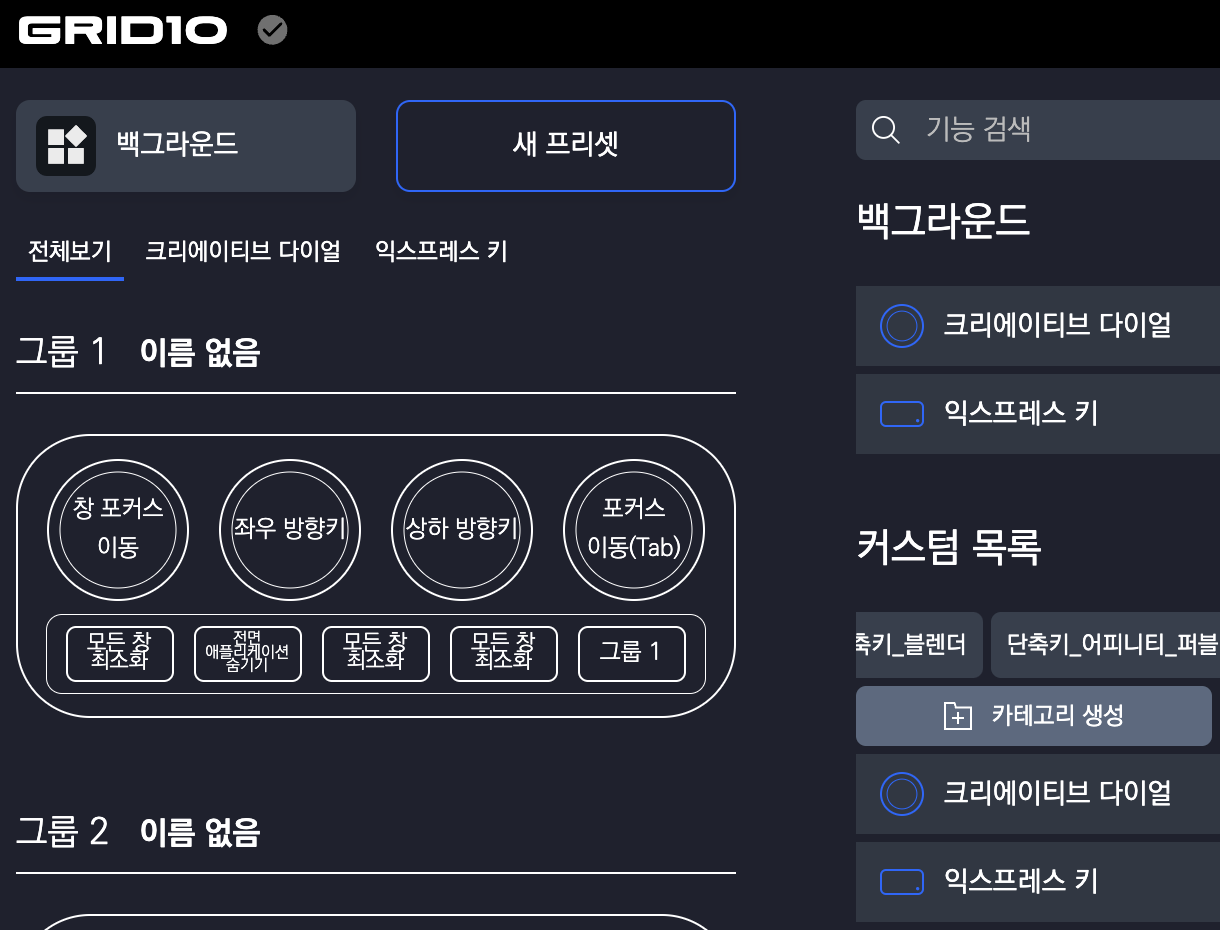 GRID10
백그라운드
새 프리셋
전체보기
크리에이티브 다이얼
익스프레스 키
그룹 1 이름 없음
창 포커스
이동
좌우 방향키
상하 방향키
포커스
이동(Tab)
모든 창
최소화
전면
애플리케이션
숨기기
모든 창
최소화
모든 창
최소화
그룹 1
그룹 2 이름 없음
기능 검색
백그라운드
크리에이티브 다이얼
익스프레스 키
커스텀 목록
축키_블렌더
단축키_어피니티_퍼블
카테고리 생성
크리에이티브 다이얼
익스프레스 키